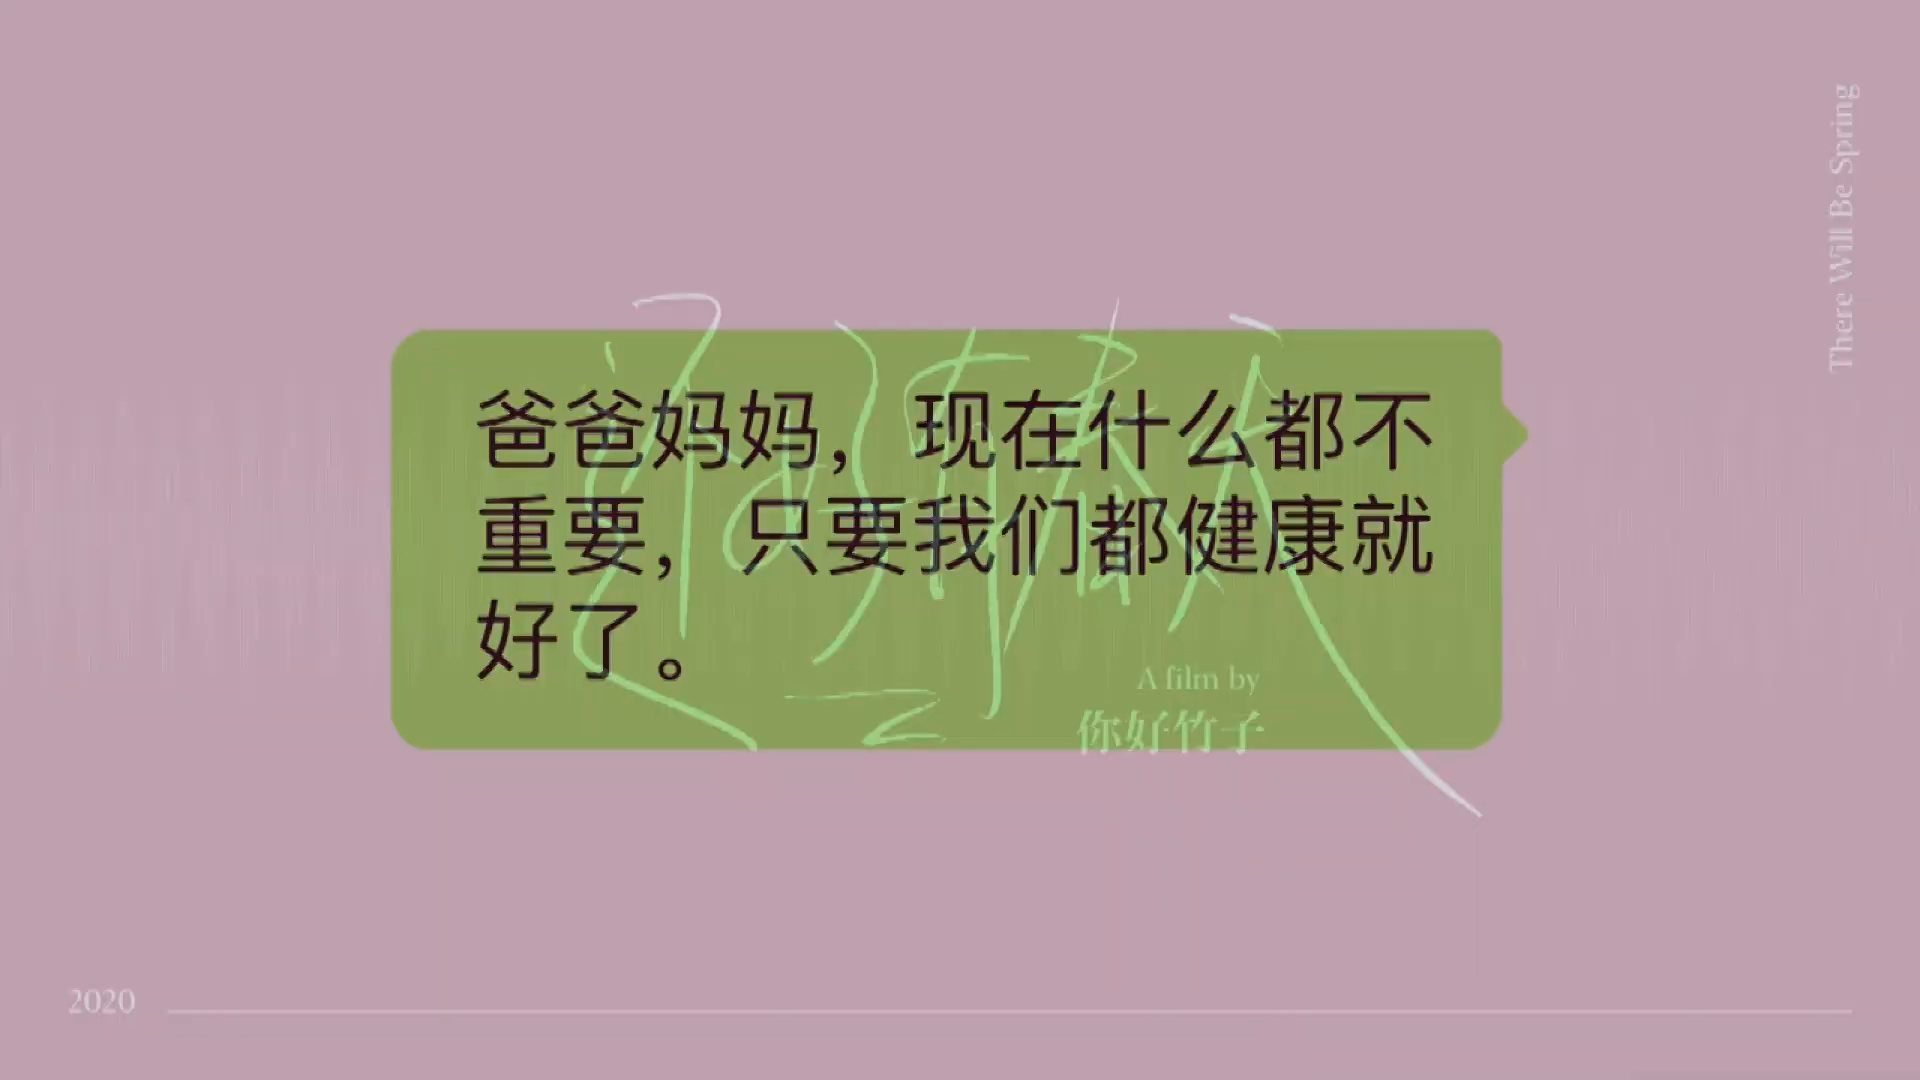 There Will Be Spring
爸爸妈妈，现在什么都不
重要，只要我们都健康就
好了。
A film by
你好竹子
2020